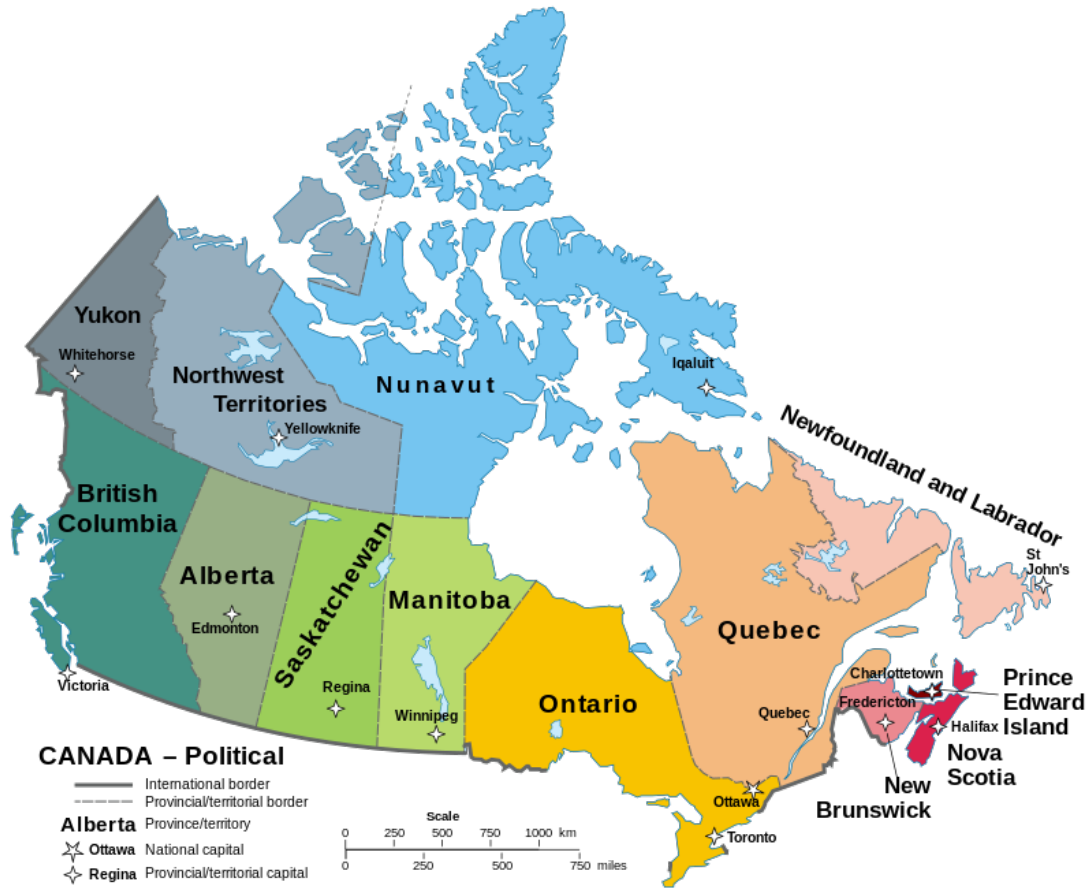 Yukon
Whitehorse
Northwest
Territories
Yellowknife
Nunavut
Iqaluit
Newfoundland and Labrador
St
John's
British
Columbia
Victoria
Alberta
Edmonton
Saskatchewan
Regina
Manitoba
Winnipeg
Ontario
Ottawa
Toronto
Quebec
Quebec
Charlottetown
Prince
Edward
Island
Fredericton
Halifax
Nova
Scotia
New
Brunswick
CANADA – Political
International border
Provincial/territorial border
Alberta Province/territory
Ottawa National capital
Regina Provincial/territorial capital
Scale
0 250 500 750 1000 km
0 250 500 750 miles